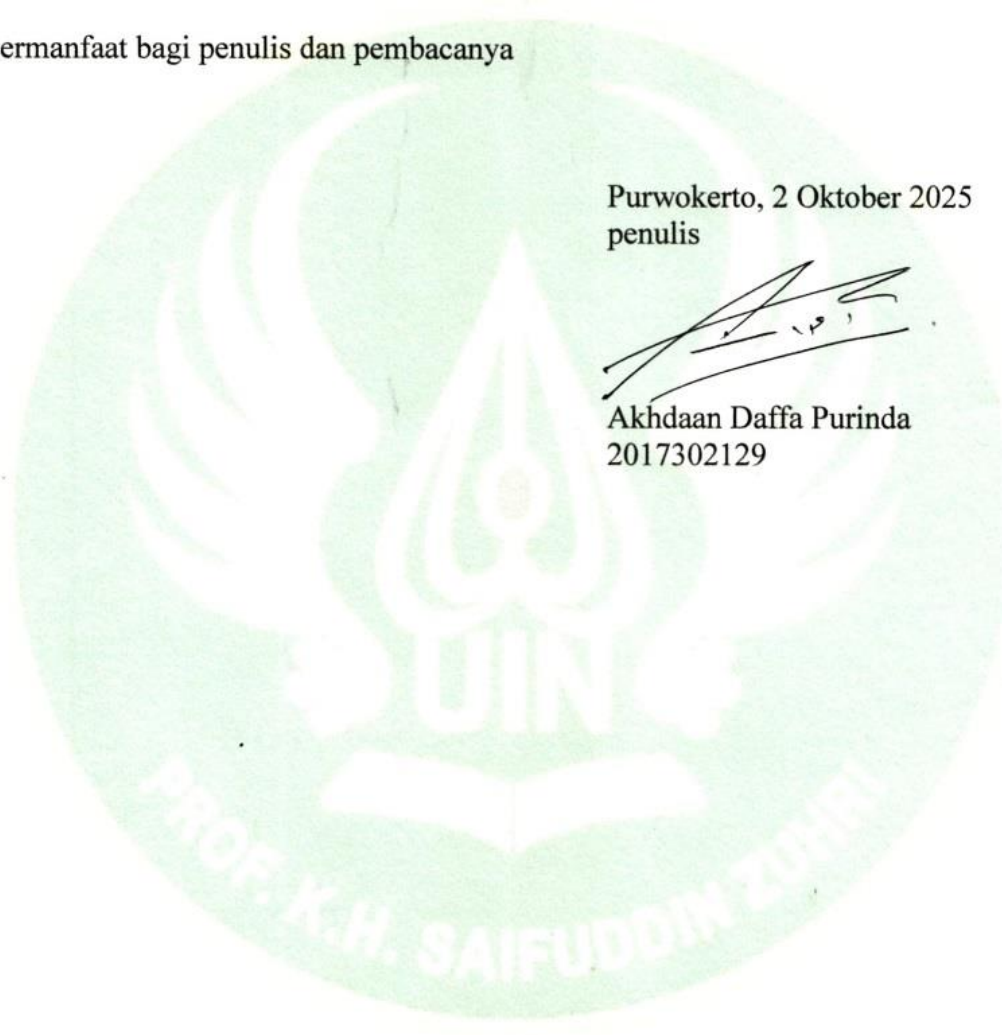 ermanfaat bagi penulis dan pembacanya
Purwokerto, 2 Oktober 2025
penulis
Akhdaan Daffa Purinda
2017302129
UIN
PROF. K.H. SAIFUDDIN ZUHRI